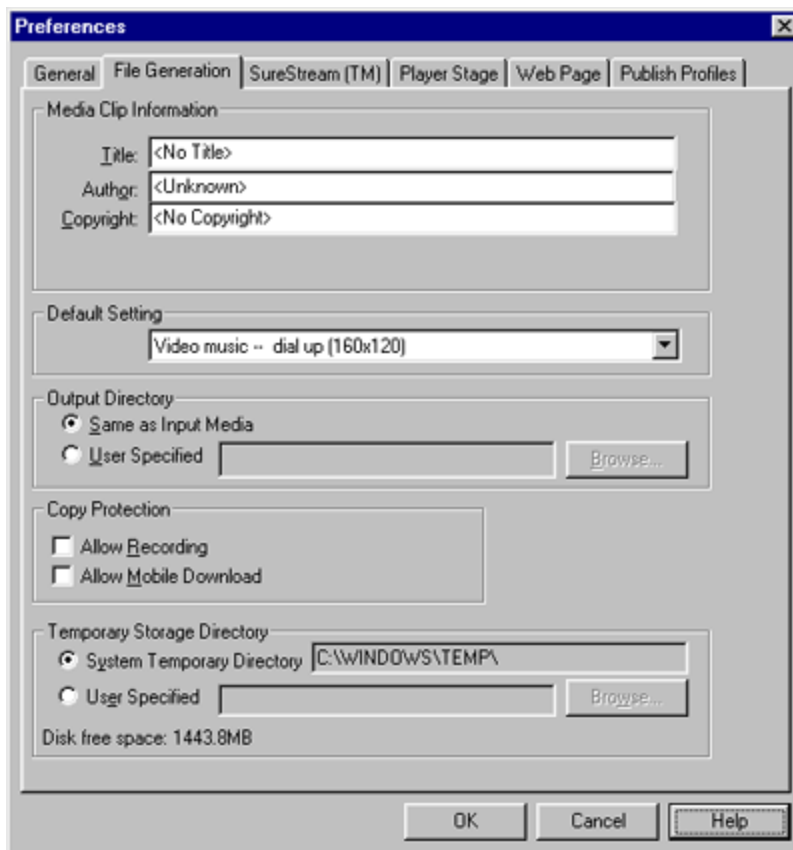 Preferences
General File Generation SureStream (TM) Player Stage Web Page Publish Profiles
Media Clip Information
Title: <No Title>
Author: <Unknown>
Copyright: <No Copyright>
Default Setting
Video music -- dial up (160x120)
Output Directory
Same as Input Media
User Specified Browse...
Copy Protection
Allow Recording
Allow Mobile Download
Temporary Storage Directory
System Temporary Directory C:\WINDOWS\TEMP\
User Specified Browse...
Disk free space: 1443.8MB
OK Cancel Help